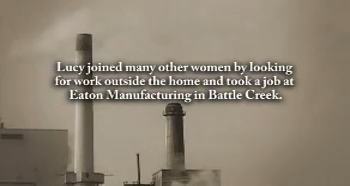 Lucy joined many other women by looking
for work outside the home and took a job at
Eaton Manufacturing in Battle Creek.